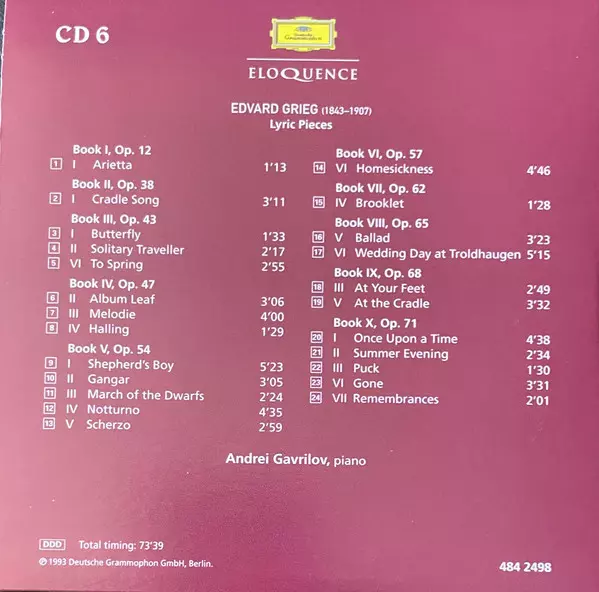 CD 6
Deutsche
Grammophon
ELOQUENCE
EDVARD GRIEG (1843–1907)
Lyric Pieces
Book I, Op. 12
1 I Arietta 1’13
Book II, Op. 38
2 I Cradle Song 3’11
Book III, Op. 43
3 I Butterfly 1’33
4 II Solitary Traveller 2’17
5 VI To Spring 2’55
Book IV, Op. 47
6 II Album Leaf 3’06
7 III Melodie 4’00
8 IV Halling 1’29
Book V, Op. 54
9 I Shepherd’s Boy 5’23
10 II Gangar 3’05
11 III March of the Dwarfs 2’24
12 IV Notturno 4’35
13 V Scherzo 2’59
Book VI, Op. 57
14 VI Homesickness 4’46
Book VII, Op. 62
15 IV Brooklet 1’28
Book VIII, Op. 65
16 V Ballad 3’23
17 VI Wedding Day at Troldhaugen 5’15
Book IX, Op. 68
18 III At Your Feet 2’49
19 V At the Cradle 3’32
Book X, Op. 71
20 I Once Upon a Time 4’38
21 II Summer Evening 2’34
22 III Puck 1’30
23 VI Gone 3’31
24 VII Remembrances 2’01
Andrei Gavrilov, piano
DDD Total timing: 73’39
℗ 1993 Deutsche Grammophon GmbH, Berlin.
484 2498